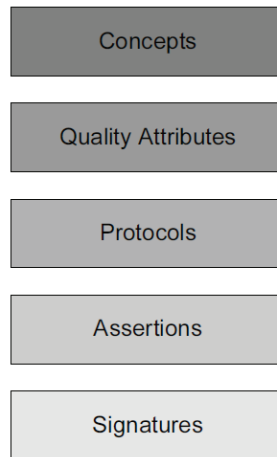 Concepts
Quality Attributes
Protocols
Assertions
Signatures